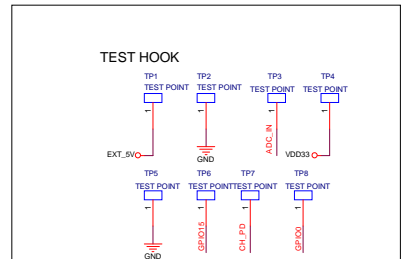 TEST HOOK
TP1 TP2 TP3 TP4
TEST POINT TEST POINT TEST POINT TEST POINT
1 1 1 1
ADC_IN
EXT_5V GND VDD33
TP5 TP6 TP7 TP8
TEST POINT TEST POINT TEST POINT TEST POINT
1 1 1 1
GPIO15 CH_PD GPIO0
GND